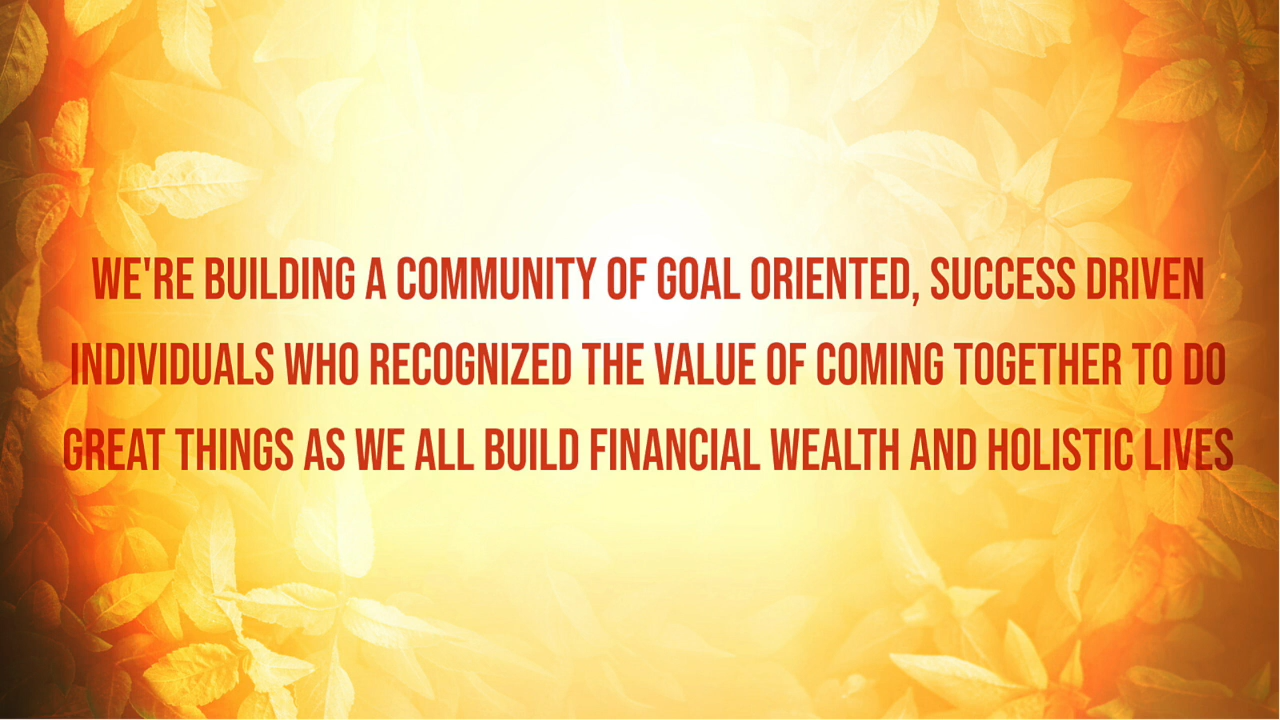 WE'RE BUILDING A COMMUNITY OF GOAL ORIENTED, SUCCESS DRIVEN
INDIVIDUALS WHO RECOGNIZED THE VALUE OF COMING TOGETHER TO DO
GREAT THINGS AS WE ALL BUILD FINANCIAL WEALTH AND HOLISTIC LIVES